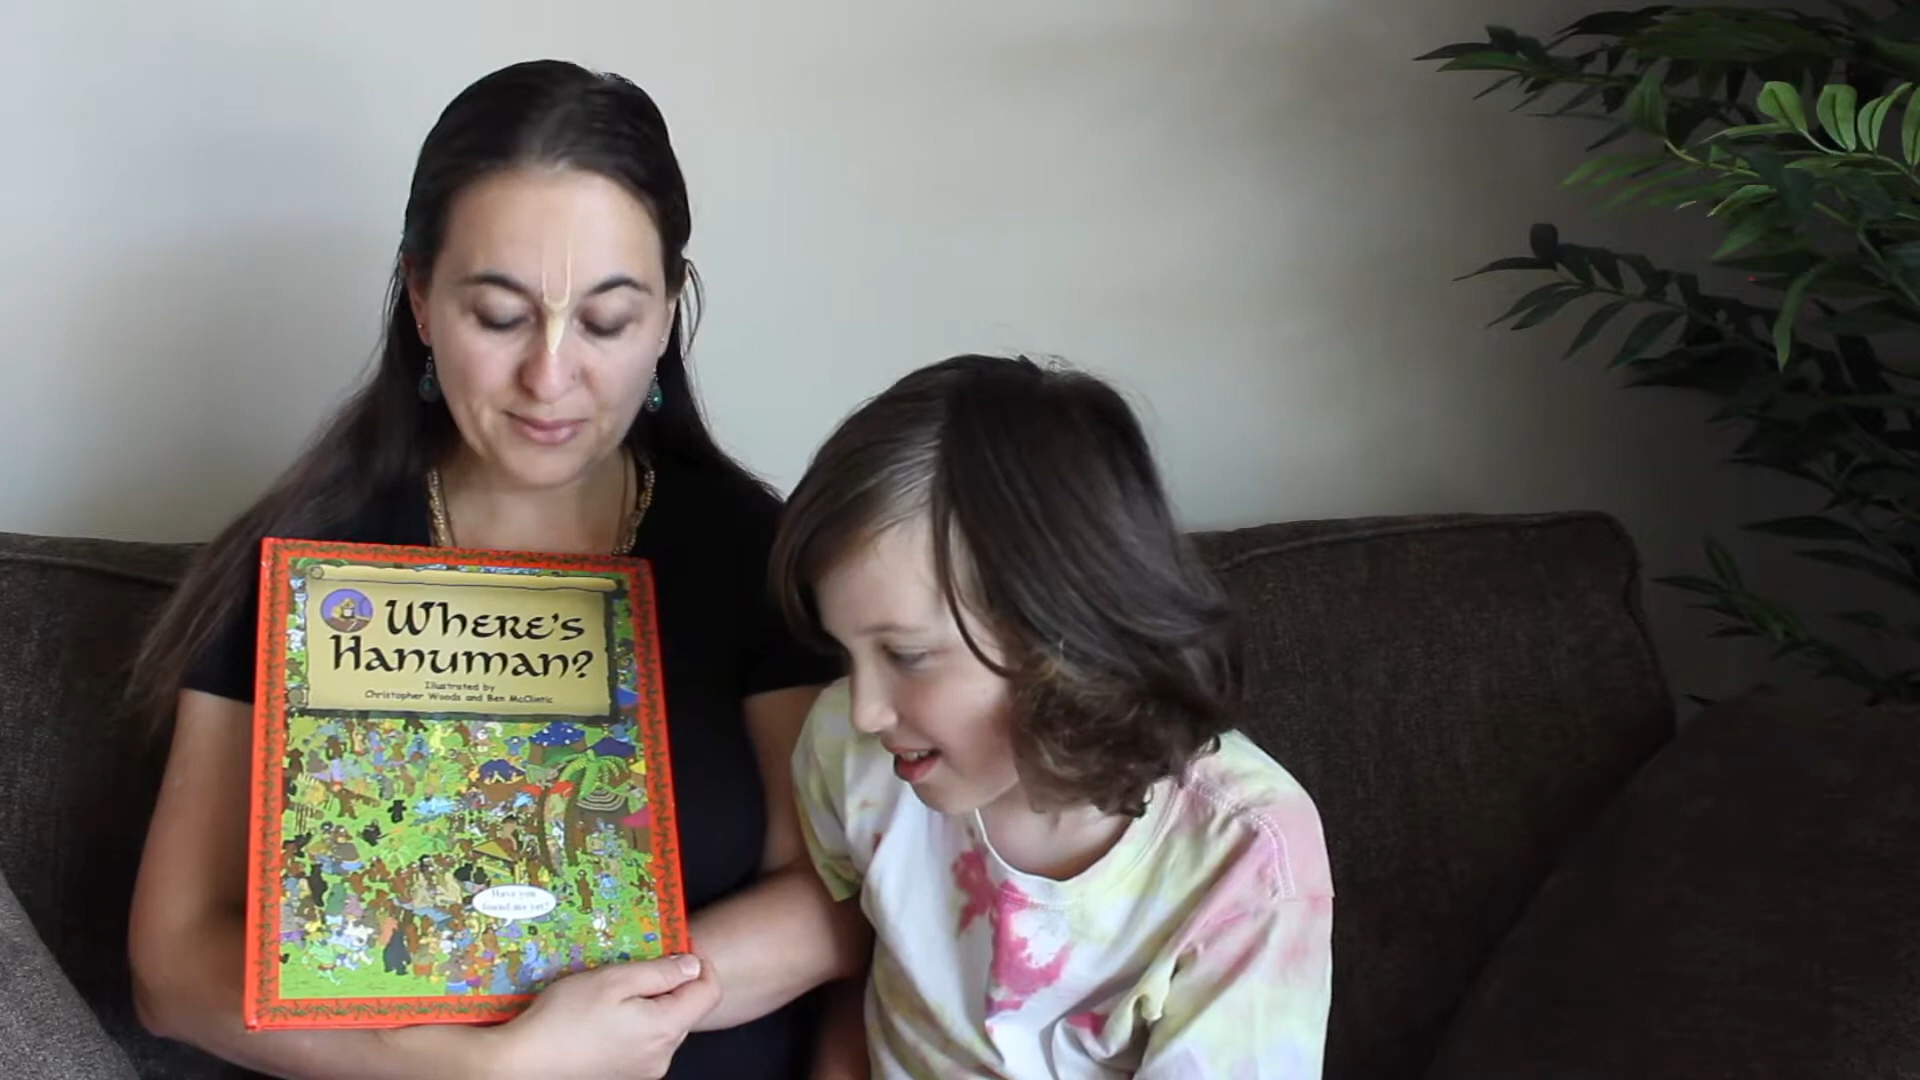 Where's
Hanuman?
Illustrated by
Christopher Woods and Ben McClintic
Have you
found me yet?